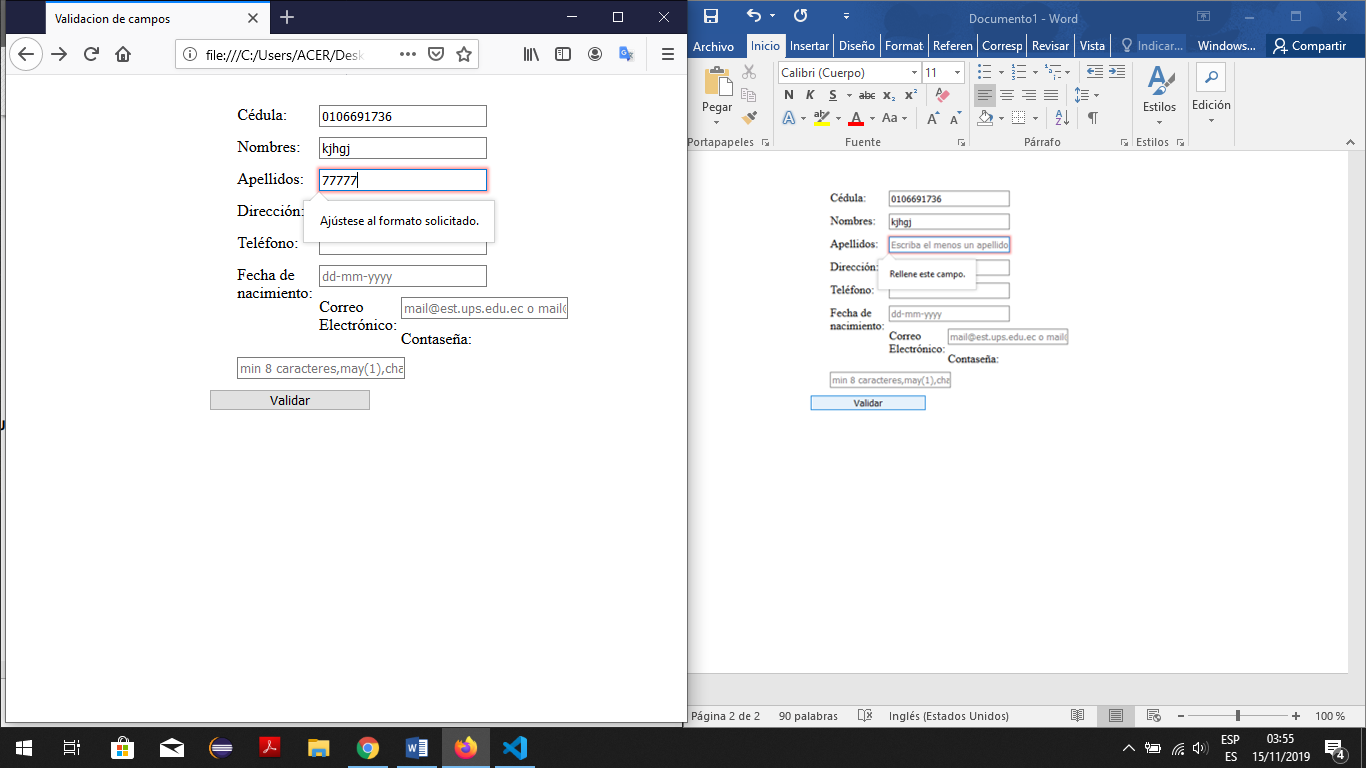 Validacion de campos
file:///C:/Users/ACER/Desk
Cédula:
0106691736
Nombres:
kjhgj
Apellidos:
77777
Dirección:
Ajústese al formato solicitado.
Teléfono:
Fecha de nacimiento:
dd-mm-yyyy
Correo Electrónico:
mail@est.ups.edu.ec o mail@
Contaseña:
min 8 caracteres,may(1),cha
Validar
Documento1 - Word
Archivo Inicio Insertar Diseño Format Referen Corresp Revisar Vista Indicar... Windows... Compartir
Pegar
Portapapeles
Calibri (Cuerpo) 11
N K S abc x₂ x²
A aby A Aa A A
Fuente
Párrafo
Estilos
Estilos
Edición
Cédula:
0106691736
Nombres:
kjhgj
Apellidos:
Escriba el menos un apellido
Dirección:
Rellene este campo.
Teléfono:
Fecha de nacimiento:
dd-mm-yyyy
Correo Electrónico:
mail@est.ups.edu.ec o mail@
Contaseña:
min 8 caracteres,may(1),cha
Validar
Página 2 de 2 90 palabras Inglés (Estados Unidos) 100 %
ESP
ES
03:55
15/11/2019
4